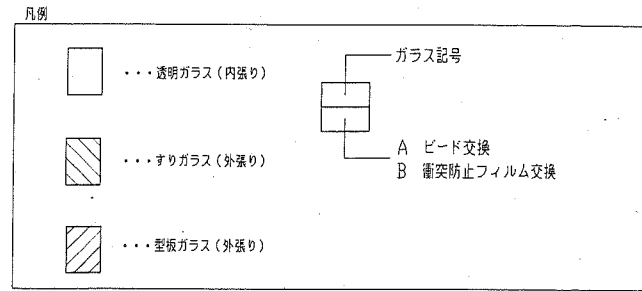 凡例
・・・透明ガラス(内張り)
・・・すりガラス(外張り)
・・・型板ガラス(外張り)
ガラス記号
A ビード交換
B 衝突防止フィルム交換